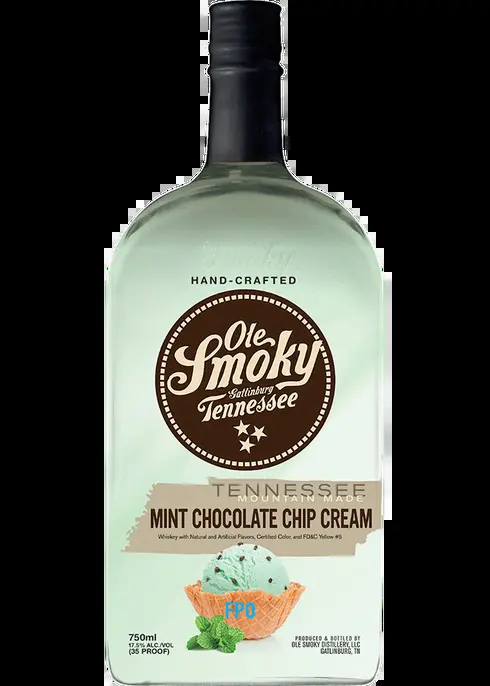 HAND-CRAFTED
Ole
Smoky
Gatlinburg
Tennessee
TENNESSEE
MOUNTAIN MADE
MINT CHOCOLATE CHIP CREAM
Whiskey with Natural and Artificial Flavors, Certified Color, and FD&C Yellow #5
FPO
750ml
17.5% ALC /VOL
(35 PROOF)
PRODUCED & BOTTLED BY
OLE SMOKY DISTILLERY, LLC
GATLINBURG, TN